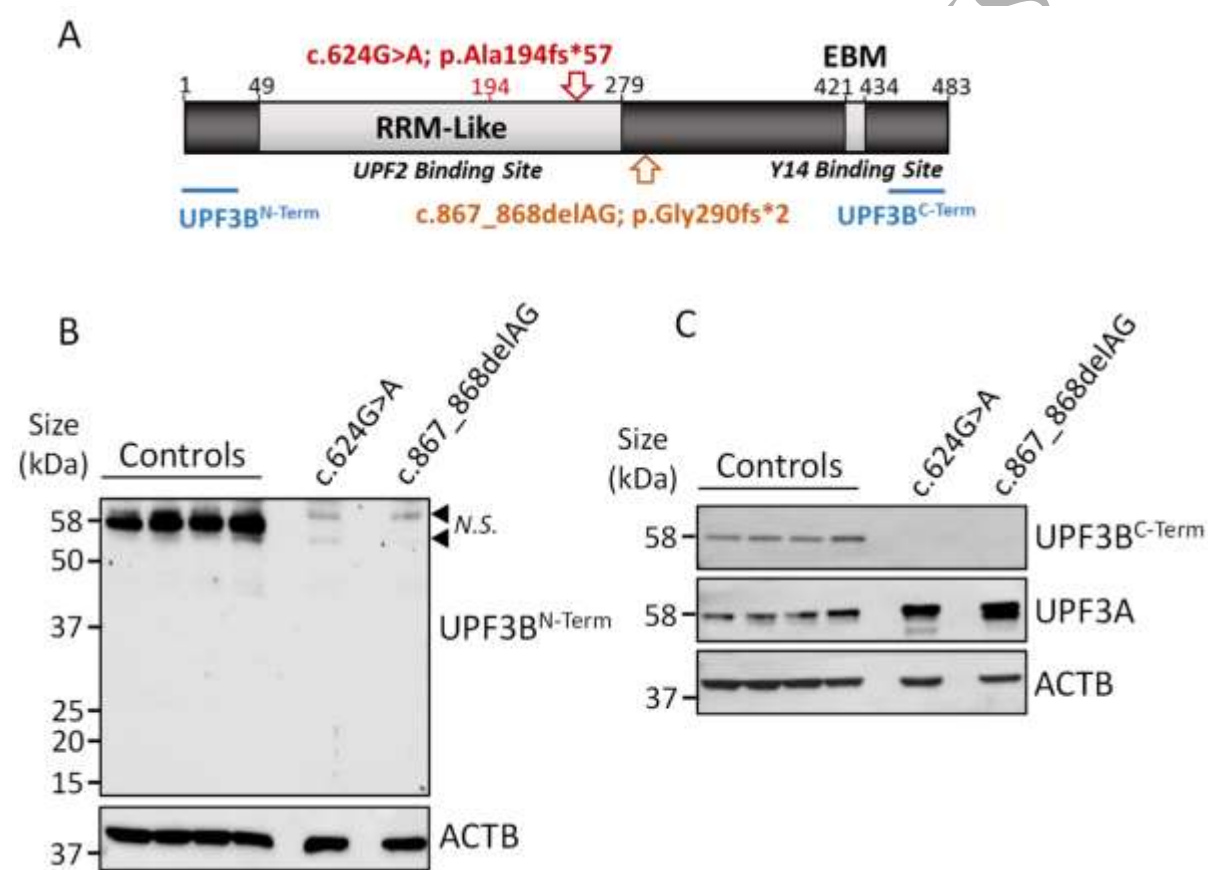 A
c.624G>A; p.Ala194fs*57
EBM
1 49 194 279 421 434 483
RRM-Like
UPF2 Binding Site
Y14 Binding Site
UPF3B^N-Term
c.867_868delAG; p.Gly290fs*2
UPF3B^C-Term
B
Size
(kDa)
Controls
c.624G>A
c.867_868delAG
58
50
37
25
20
15
N.S.
UPF3B^N-Term
37
ACTB
C
Size
(kDa)
Controls
c.624G>A
c.867_868delAG
58
UPF3B^C-Term
58
UPF3A
37
ACTB